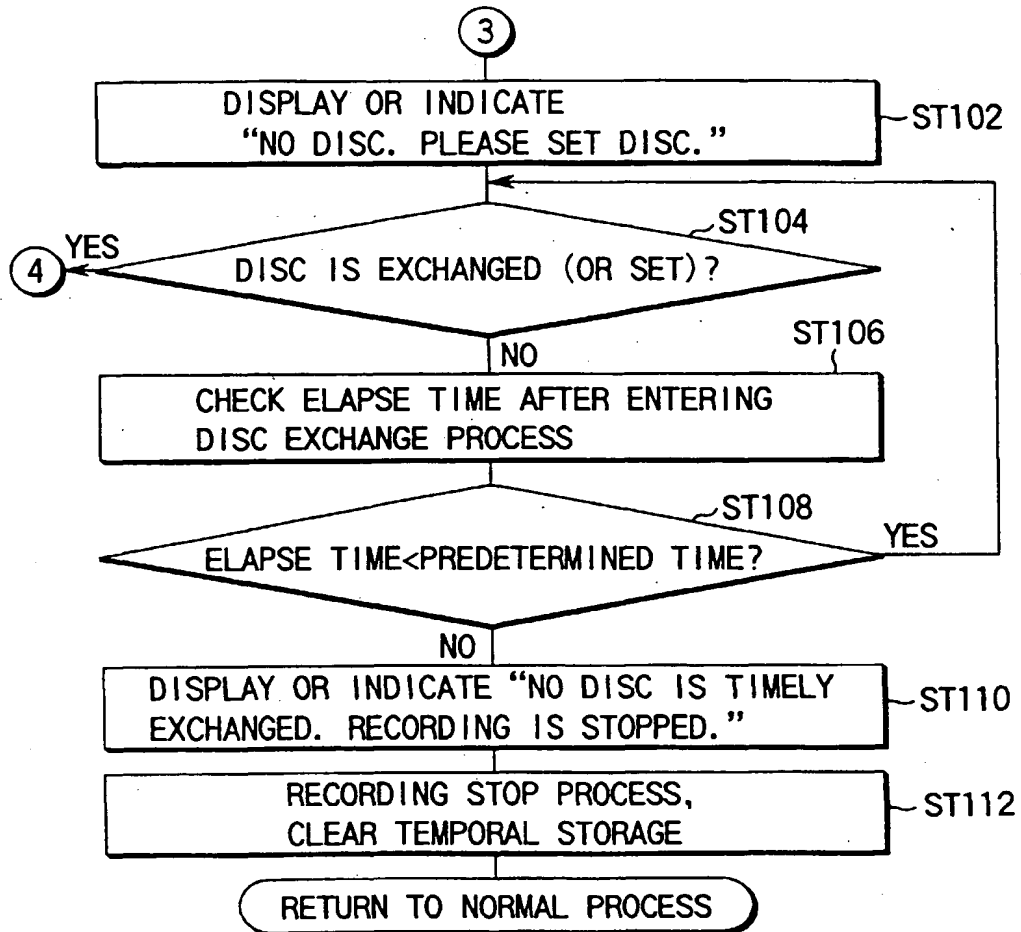 3
DISPLAY OR INDICATE
“NO DISC. PLEASE SET DISC.”
ST102
ST104
YES
4
DISC IS EXCHANGED (OR SET)?
NO
ST106
CHECK ELAPSE TIME AFTER ENTERING
DISC EXCHANGE PROCESS
ST108
YES
ELAPSE TIME<PREDETERMINED TIME?
NO
DISPLAY OR INDICATE “NO DISC IS TIMELY
EXCHANGED. RECORDING IS STOPPED.”
ST110
RECORDING STOP PROCESS,
CLEAR TEMPORAL STORAGE
ST112
RETURN TO NORMAL PROCESS